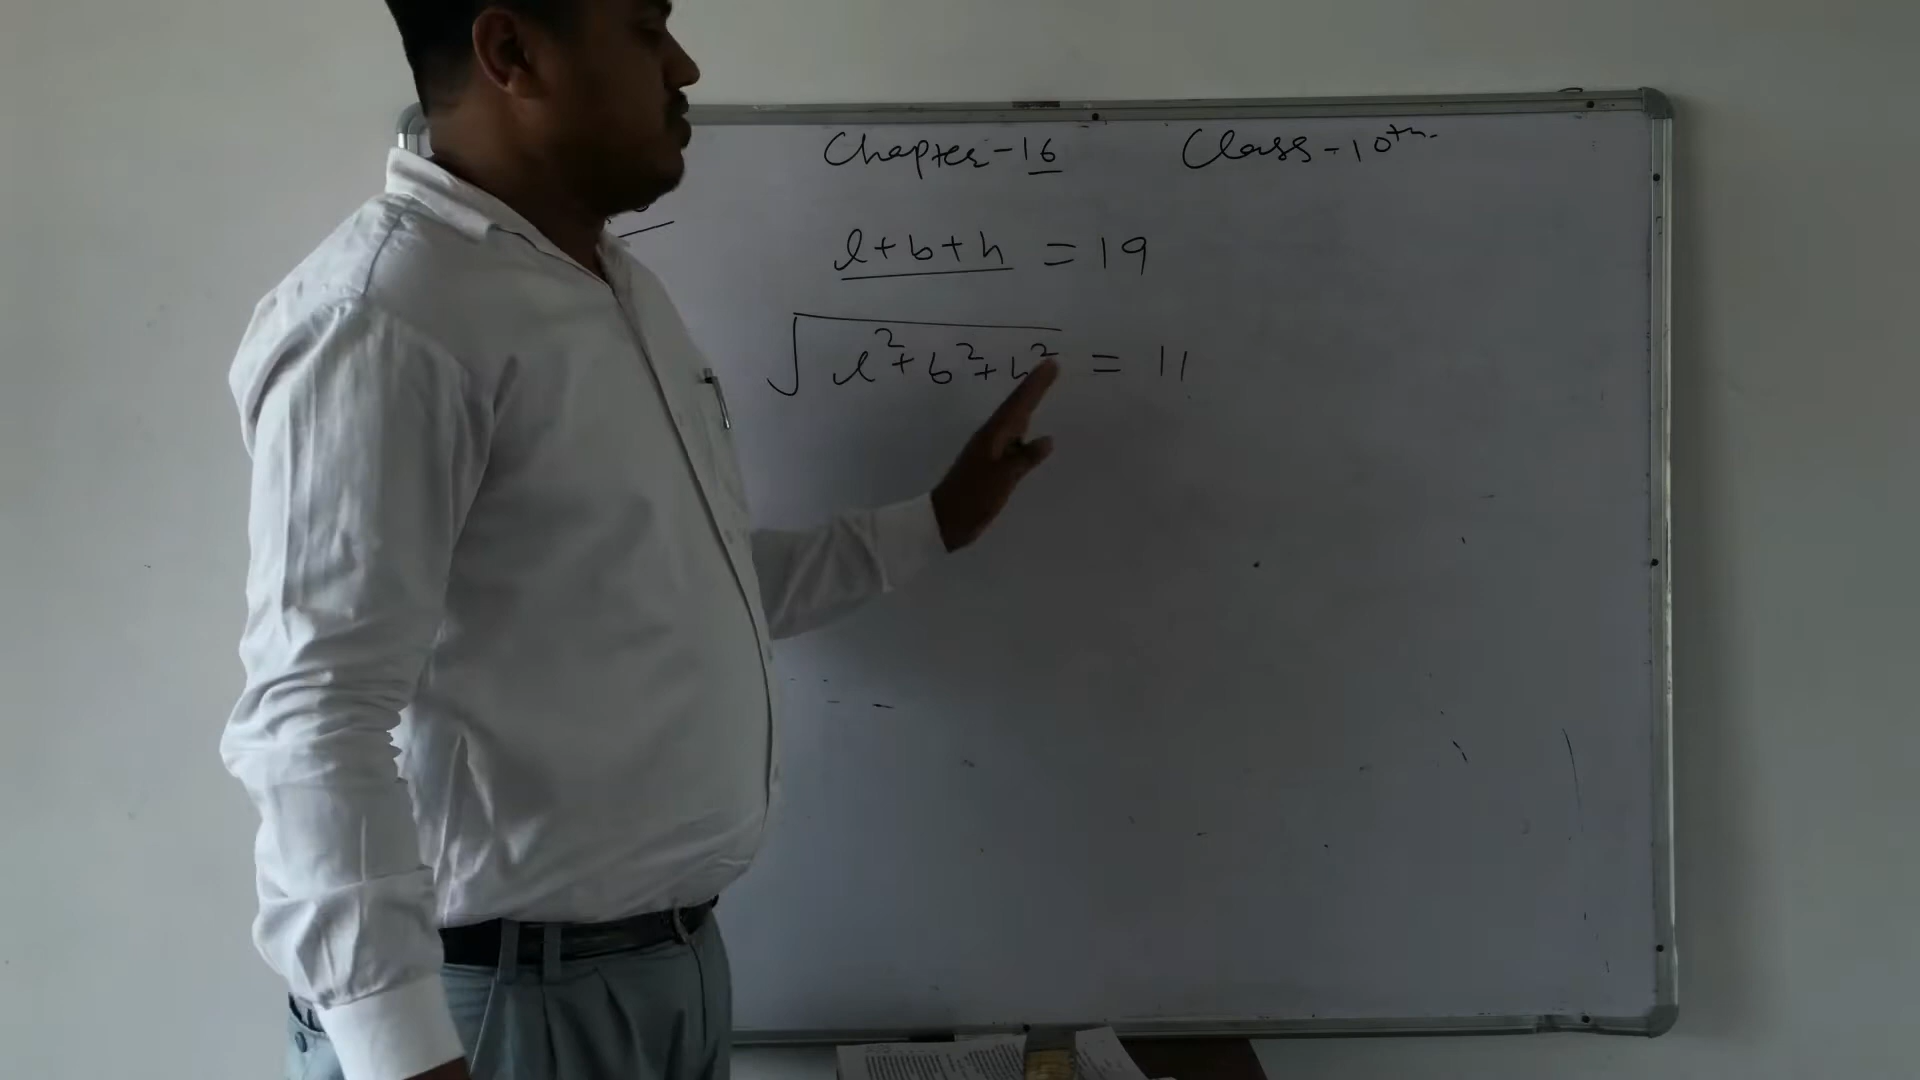 Chapter-16 Class-10th.
l+b+h = 19
√l²+b²+h² = 11